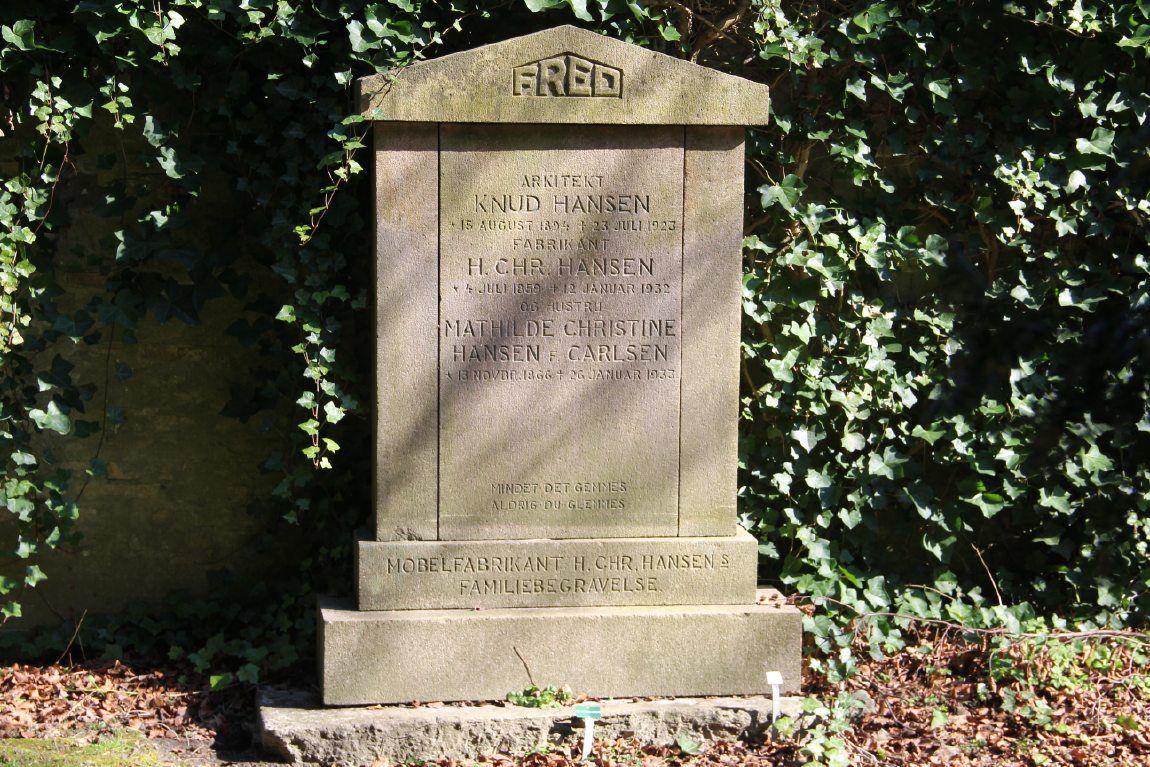 FRED
ARKITEKT
KNUD HANSEN
* 15 AUGUST 1894 + 23 JULI 1923
FABRIKANT
H. CHR. HANSEN
* 4 JULI 1859 + 12 JANUAR 1932
OG HUSTRU
MATHILDE CHRISTINE
HANSEN F. CARLSEN
* 13 NOVBR. 1866 + 26 JANUAR 1933
MINDET DET GEMMES
ALDRIG DU GLEMMES
MØBELFABRIKANT H. CHR. HANSENS
FAMILIEBEGRAVELSE.